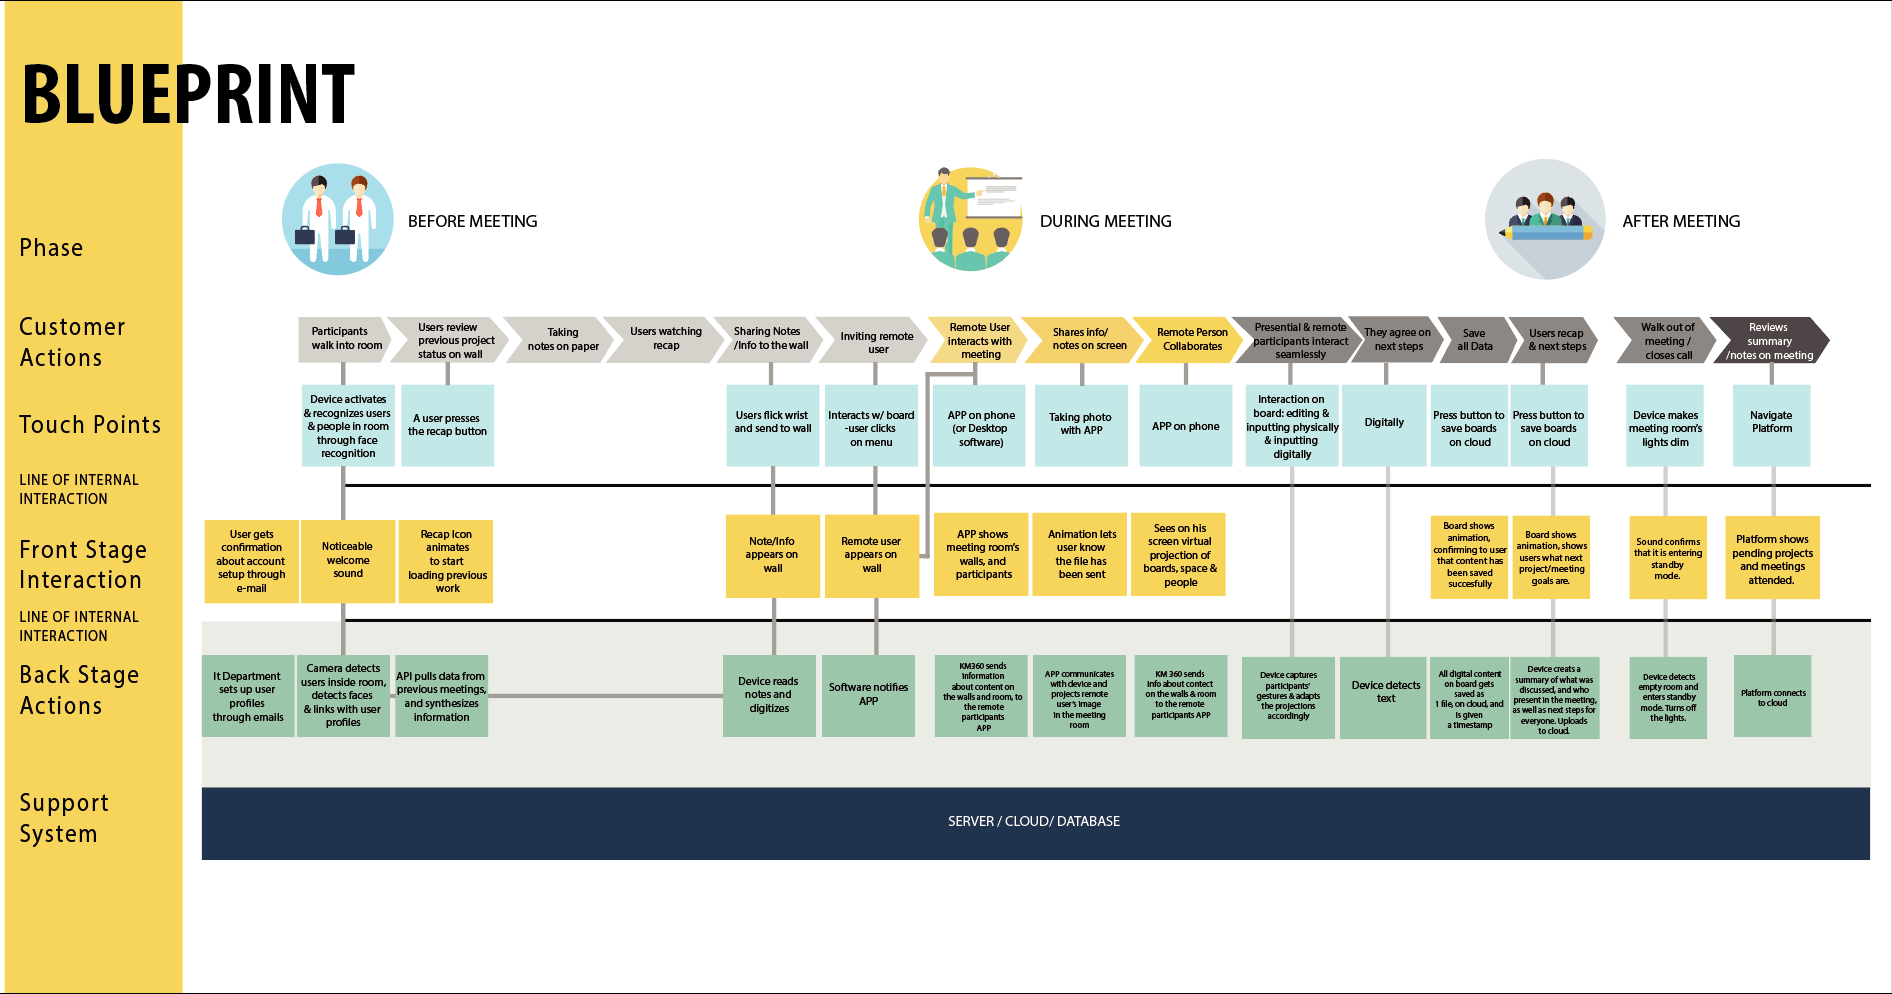 BLUEPRINT
Phase
BEFORE MEETING
DURING MEETING
AFTER MEETING
Customer
Actions
Participants
walk into room
Users review
previous project
status on wall
Taking
notes on paper
Users watching
recap
Sharing Notes
/Info to the wall
Inviting remote
user
Remote User
interacts with
meeting
Shares info/
notes on screen
Remote Person
Collaborates
Presential & remote
participants interact
seamlessly
They agree on
next steps
Save
all Data
Users recap
& next steps
Walk out of
meeting /
closes call
Reviews
summary
/notes on meeting
Touch Points
Device activates
& recognizes users
& people in room
through face
recognition
A user presses
the recap button
Users flick wrist
and send to wall
Interacts w/ board
-user clicks
on menu
APP on phone
(or Desktop
software)
Taking photo
with APP
APP on phone
Interaction on
board: editing &
inputting physically
& inputting
digitally
Digitally
Press button to
save boards
on cloud
Press button to
save boards
on cloud
Device makes
meeting room's
lights dim
Navigate
Platform
LINE OF INTERNAL
INTERACTION
Front Stage
Interaction
User gets
confirmation
about account
setup through
e-mail
Noticeable
welcome
sound
Recap Icon
animates
to start
loading previous
work
Note/Info
appears on
wall
Remote user
appears on
wall
APP shows
meeting room's
walls, and
participants
Animation lets
user know
the file has
been sent
Sees on his
screen virtual
projection of
boards, space &
people
Board shows
animation,
confirming to user
that content has
been saved
succesfully
Board shows
animation, shows
users what next
project/meeting
goals are.
Sound confirms
that it is entering
standby
mode.
Platform shows
pending projects
and meetings
attended.
LINE OF INTERNAL
INTERACTION
Back Stage
Actions
It Department
sets up user
profiles
through emails
Camera detects
users inside room,
detects faces
& links with user
profiles
API pulls data from
previous meetings,
and synthesizes
information
Device reads
notes and
digitizes
Software notifies
APP
KM360 sends
information
about content on
the walls and room, to
the remote
participants
APP
APP communicates
with device and
projects remote
user's image
in the meeting
room
KM 360 sends
info about contect
on the walls & room
to the remote
participants APP
Device captures
participants'
gestures & adapts
the projections
accordingly
Device detects
text
All digital content
on board gets
saved as
1 file, on cloud, and
is given
a timestamp
Device creats a
summary of what was
discussed, and who
present in the meeting,
as well as next steps for
everyone. Uploads
to cloud.
Device detects
empty room and
enters standby
mode. Turns off
the lights.
Platform connects
to cloud
Support
System
SERVER / CLOUD/ DATABASE